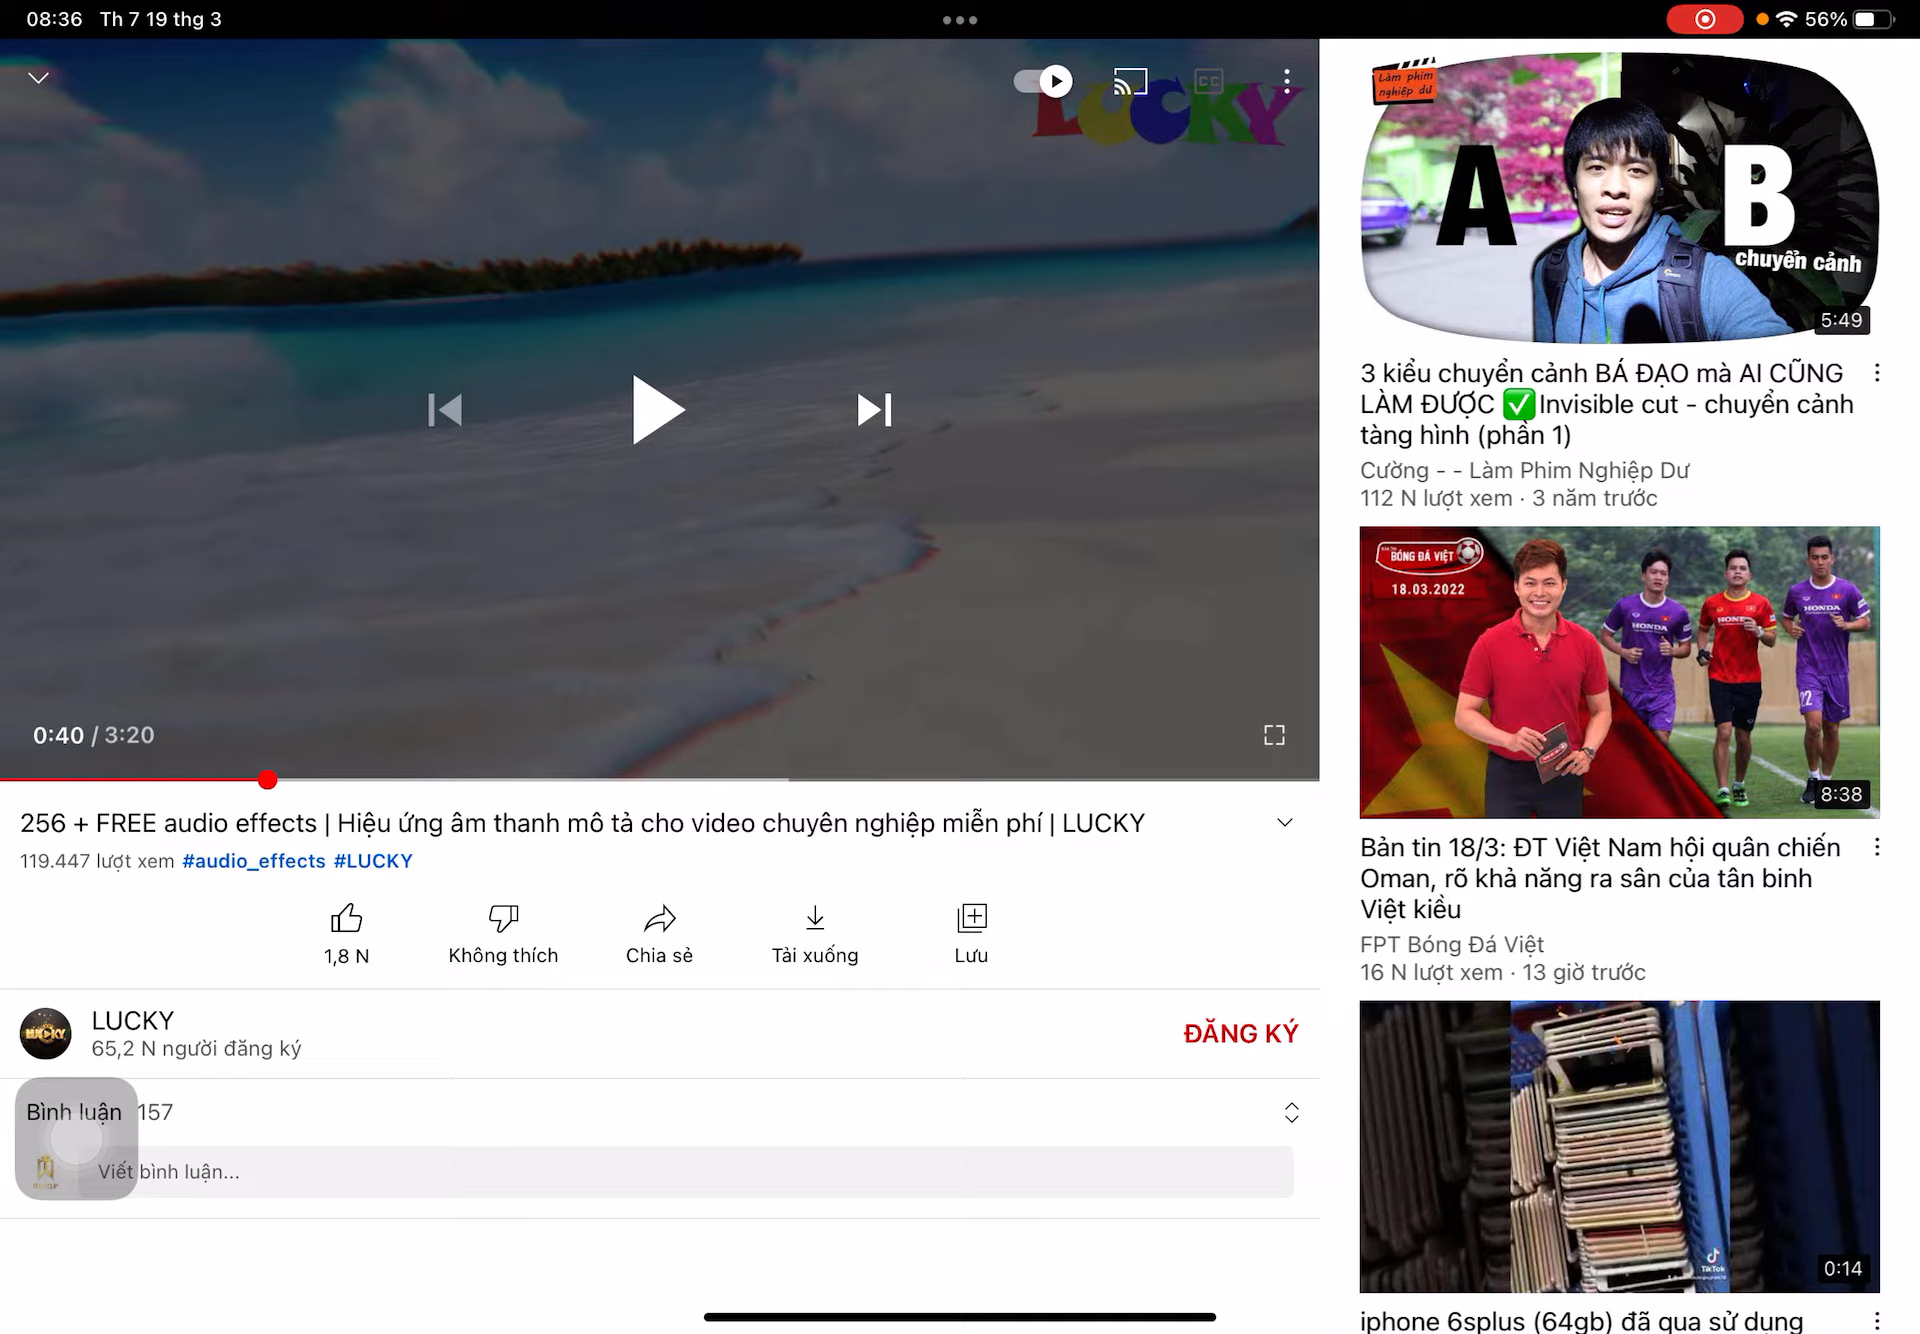 08:36 Th 7 19 thg 3
56%
LUCKY
CC
0:40 / 3:20
256 + FREE audio effects | Hiệu ứng âm thanh mô tả cho video chuyên nghiệp miễn phí | LUCKY
119.447 lượt xem #audio_effects #LUCKY
1,8 N
Không thích
Chia sẻ
Tải xuống
Lưu
LUCKY
LUCKY
65,2 N người đăng ký
ĐĂNG KÝ
Bình luận 157
Viết bình luận...
Làm phim
nghiệp dư
A
B
chuyển cảnh
5:49
3 kiểu chuyển cảnh BÁ ĐẠO mà AI CŨNG
LÀM ĐƯỢC ✅Invisible cut - chuyển cảnh
tàng hình (phần 1)
Cường - - Làm Phim Nghiệp Dư
112 N lượt xem · 3 năm trước
BÓNG ĐÁ VIỆT
18.03.2022
HONDA
HONDA
HONDA
22
8:38
Bản tin 18/3: ĐT Việt Nam hội quân chiến
Oman, rõ khả năng ra sân của tân binh
Việt kiều
FPT Bóng Đá Việt
16 N lượt xem · 13 giờ trước
TikTok
0:14
iphone 6splus (64gb) đã qua sử dụng